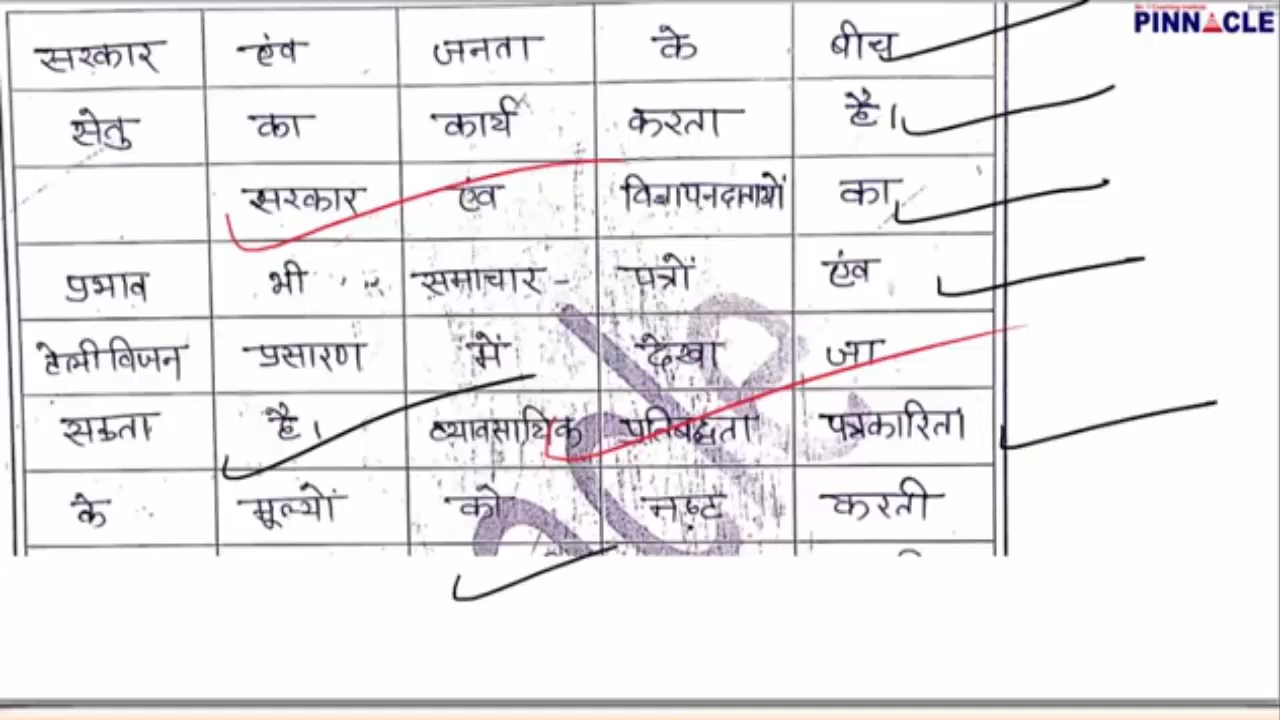 PINNACLE
सरकार एंव जनता के बीच
सेतु का कार्य करता है।
सरकार एंव विज्ञापनदाताओं का
प्रभाव भी समाचार - पत्रों एंव
टेलीविजन प्रसारण में देखा जा
सकता है। व्यावसायिक प्रतिबद्धता पत्रकारिता
के मूल्यों को नष्ट करती